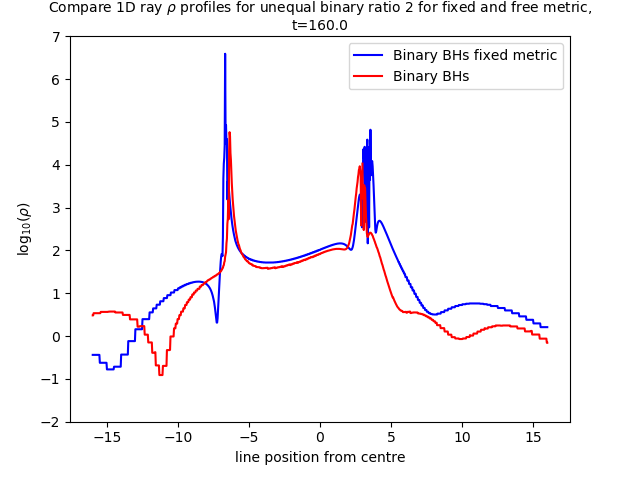 Compare 1D ray ρ profiles for unequal binary ratio 2 for fixed and free metric,
t=160.0
Binary BHs fixed metric
Binary BHs
log₁₀(ρ)
7
6
5
4
3
2
1
0
−1
−2
−15
−10
−5
0
5
10
15
line position from centre